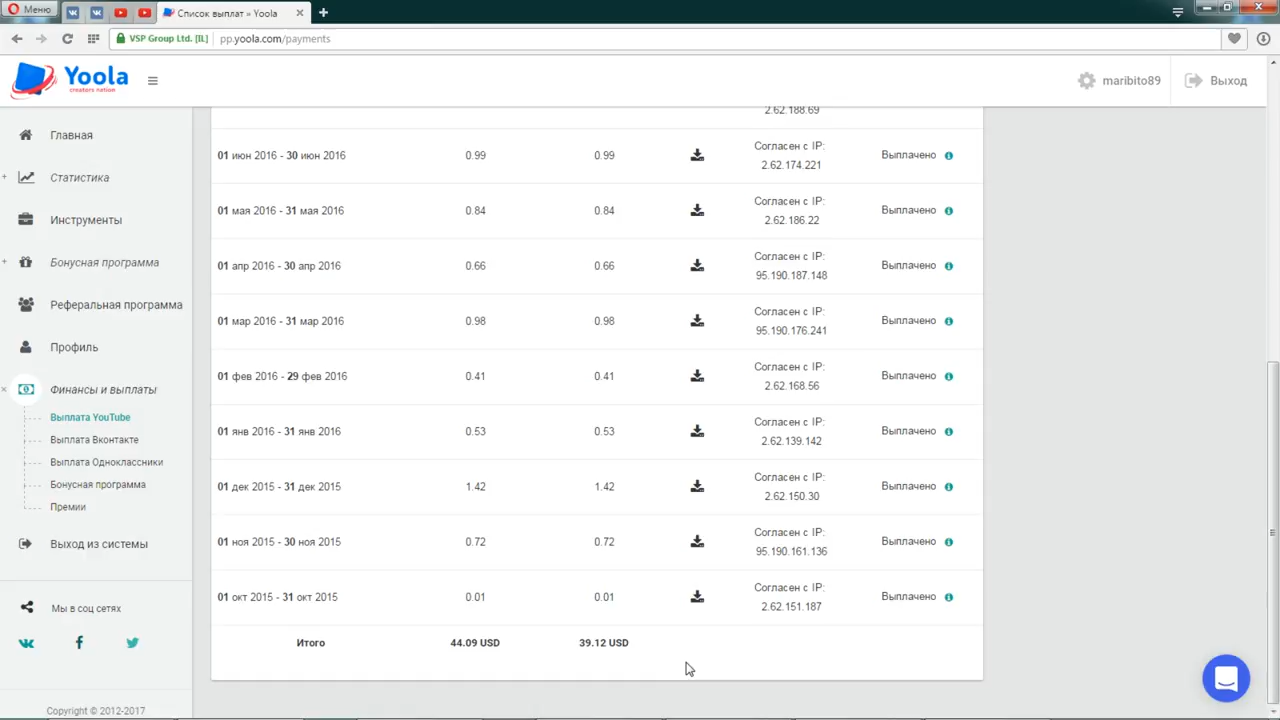 Меню
Список выплат » Yoola
VSP Group Ltd. [IL]
pp.yoola.com/payments
Yoola
creators nation
maribito89
Выход
Главная
Статистика
Инструменты
Бонусная программа
Реферальная программа
Профиль
Финансы и выплаты
Выплата YouTube
Выплата Вконтакте
Выплата Одноклассники
Бонусная программа
Премии
Выход из системы
Мы в соц сетях
Copyright © 2012-2017
2.62.188.69
01 июн 2016 - 30 июн 2016 0.99 0.99 Согласен с IP: 2.62.174.221 Выплачено
01 мая 2016 - 31 мая 2016 0.84 0.84 Согласен с IP: 2.62.186.22 Выплачено
01 апр 2016 - 30 апр 2016 0.66 0.66 Согласен с IP: 95.190.187.148 Выплачено
01 мар 2016 - 31 мар 2016 0.98 0.98 Согласен с IP: 95.190.176.241 Выплачено
01 фев 2016 - 29 фев 2016 0.41 0.41 Согласен с IP: 2.62.168.56 Выплачено
01 янв 2016 - 31 янв 2016 0.53 0.53 Согласен с IP: 2.62.139.142 Выплачено
01 дек 2015 - 31 дек 2015 1.42 1.42 Согласен с IP: 2.62.150.30 Выплачено
01 ноя 2015 - 30 ноя 2015 0.72 0.72 Согласен с IP: 95.190.161.136 Выплачено
01 окт 2015 - 31 окт 2015 0.01 0.01 Согласен с IP: 2.62.151.187 Выплачено
Итого 44.09 USD 39.12 USD